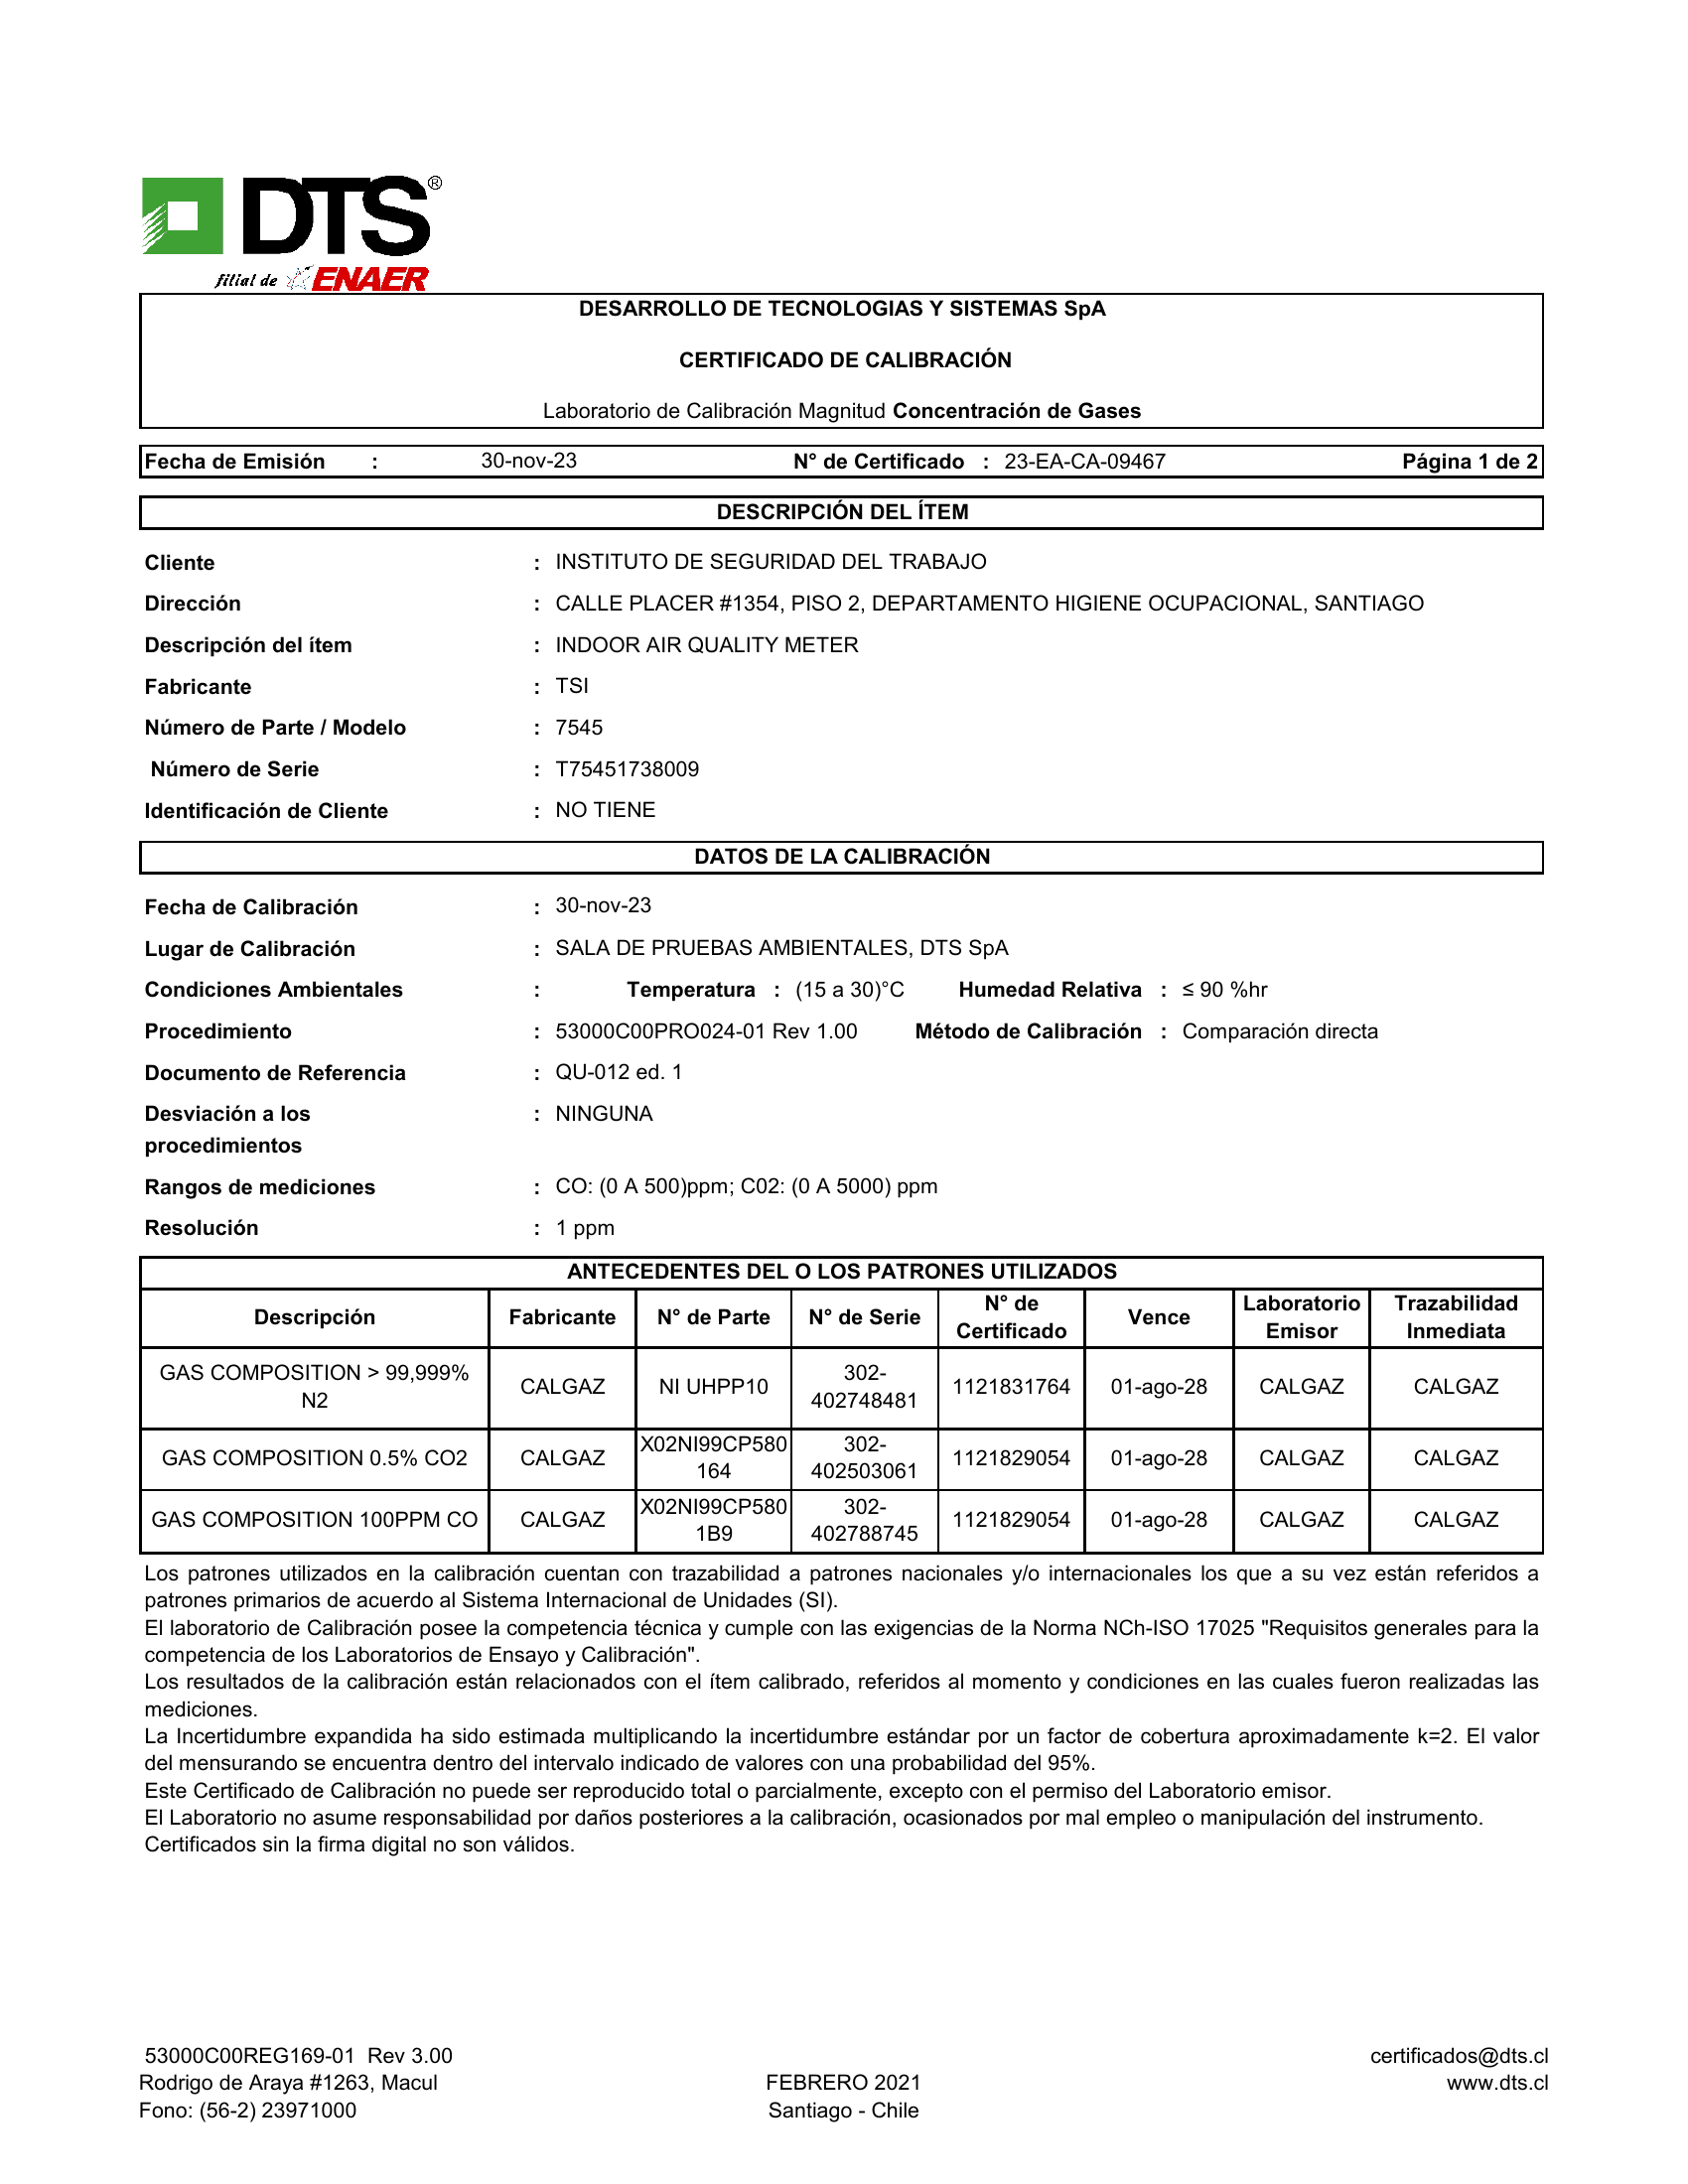 DTS®
filial de ENAER
DESARROLLO DE TECNOLOGIAS Y SISTEMAS SpA
CERTIFICADO DE CALIBRACIÓN
Laboratorio de Calibración Magnitud Concentración de Gases
Fecha de Emisión : 30-nov-23 N° de Certificado : 23-EA-CA-09467 Página 1 de 2
DESCRIPCIÓN DEL ÍTEM
Cliente : INSTITUTO DE SEGURIDAD DEL TRABAJO
Dirección : CALLE PLACER #1354, PISO 2, DEPARTAMENTO HIGIENE OCUPACIONAL, SANTIAGO
Descripción del ítem : INDOOR AIR QUALITY METER
Fabricante : TSI
Número de Parte / Modelo : 7545
Número de Serie : T75451738009
Identificación de Cliente : NO TIENE
DATOS DE LA CALIBRACIÓN
Fecha de Calibración : 30-nov-23
Lugar de Calibración : SALA DE PRUEBAS AMBIENTALES, DTS SpA
Condiciones Ambientales : Temperatura : (15 a 30)°C Humedad Relativa : ≤ 90 %hr
Procedimiento : 53000C00PRO024-01 Rev 1.00 Método de Calibración : Comparación directa
Documento de Referencia : QU-012 ed. 1
Desviación a los : NINGUNA
procedimientos
Rangos de mediciones : CO: (0 A 500)ppm; C02: (0 A 5000) ppm
Resolución : 1 ppm
ANTECEDENTES DEL O LOS PATRONES UTILIZADOS
Descripción Fabricante N° de Parte N° de Serie N° de Certificado Vence Laboratorio Emisor Trazabilidad Inmediata
GAS COMPOSITION > 99,999% N2 CALGAZ NI UHPP10 302-402748481 1121831764 01-ago-28 CALGAZ CALGAZ
GAS COMPOSITION 0.5% CO2 CALGAZ X02NI99CP580164 302-402503061 1121829054 01-ago-28 CALGAZ CALGAZ
GAS COMPOSITION 100PPM CO CALGAZ X02NI99CP5801B9 302-402788745 1121829054 01-ago-28 CALGAZ CALGAZ
Los patrones utilizados en la calibración cuentan con trazabilidad a patrones nacionales y/o internacionales los que a su vez están referidos a
patrones primarios de acuerdo al Sistema Internacional de Unidades (SI).
El laboratorio de Calibración posee la competencia técnica y cumple con las exigencias de la Norma NCh-ISO 17025 "Requisitos generales para la
competencia de los Laboratorios de Ensayo y Calibración".
Los resultados de la calibración están relacionados con el ítem calibrado, referidos al momento y condiciones en las cuales fueron realizadas las
mediciones.
La Incertidumbre expandida ha sido estimada multiplicando la incertidumbre estándar por un factor de cobertura aproximadamente k=2. El valor
del mensurando se encuentra dentro del intervalo indicado de valores con una probabilidad del 95%.
Este Certificado de Calibración no puede ser reproducido total o parcialmente, excepto con el permiso del Laboratorio emisor.
El Laboratorio no asume responsabilidad por daños posteriores a la calibración, ocasionados por mal empleo o manipulación del instrumento.
Certificados sin la firma digital no son válidos.
53000C00REG169-01 Rev 3.00 certificados@dts.cl
Rodrigo de Araya #1263, Macul FEBRERO 2021 www.dts.cl
Fono: (56-2) 23971000 Santiago - Chile